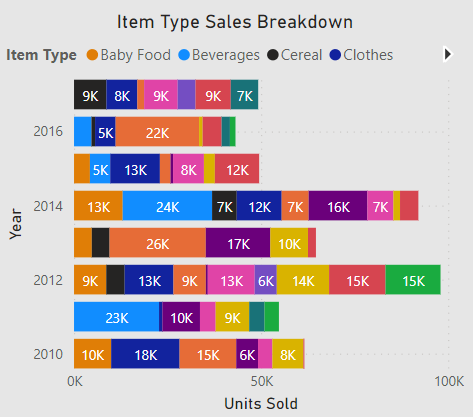 Item Type Sales Breakdown
Item Type Baby Food Beverages Cereal Clothes
9K 8K 9K 9K 7K
2016 5K 22K
5K 13K 8K 12K
2014 13K 24K 7K 12K 7K 16K 7K
26K 17K 10K
2012 9K 13K 9K 13K 6K 14K 15K 15K
23K 10K 9K
2010 10K 18K 15K 6K 8K
0K 50K 100K
Year
Units Sold